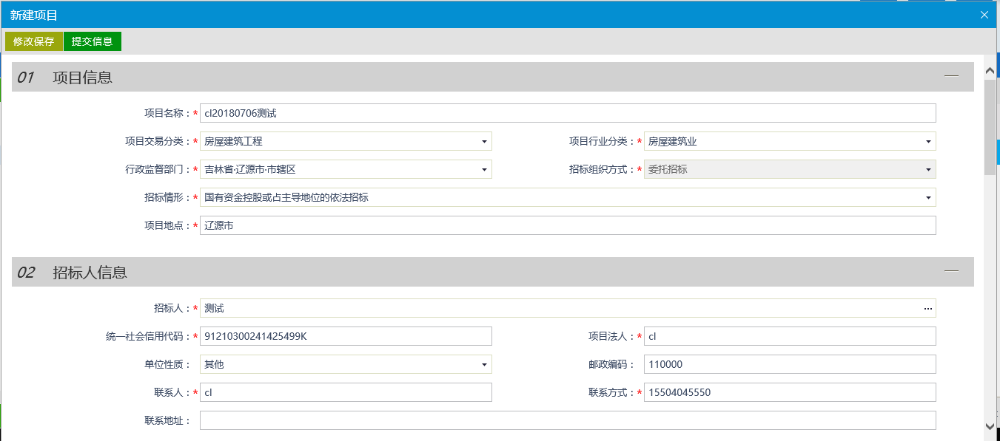 新建项目
修改保存 提交信息
01 项目信息
项目名称：* cl20180706测试
项目交易分类：* 房屋建筑工程 项目行业分类：* 房屋建筑业
行政监督部门：* 吉林省·辽源市·市辖区 招标组织方式：* 委托招标
招标情形：* 国有资金控股或占主导地位的依法招标
项目地点：* 辽源市
02 招标人信息
招标人：* 测试 ...
统一社会信用代码：* 91210300241425499K 项目法人：* cl
单位性质： 其他 邮政编码： 110000
联系人：* cl 联系方式：* 15504045550
联系地址：